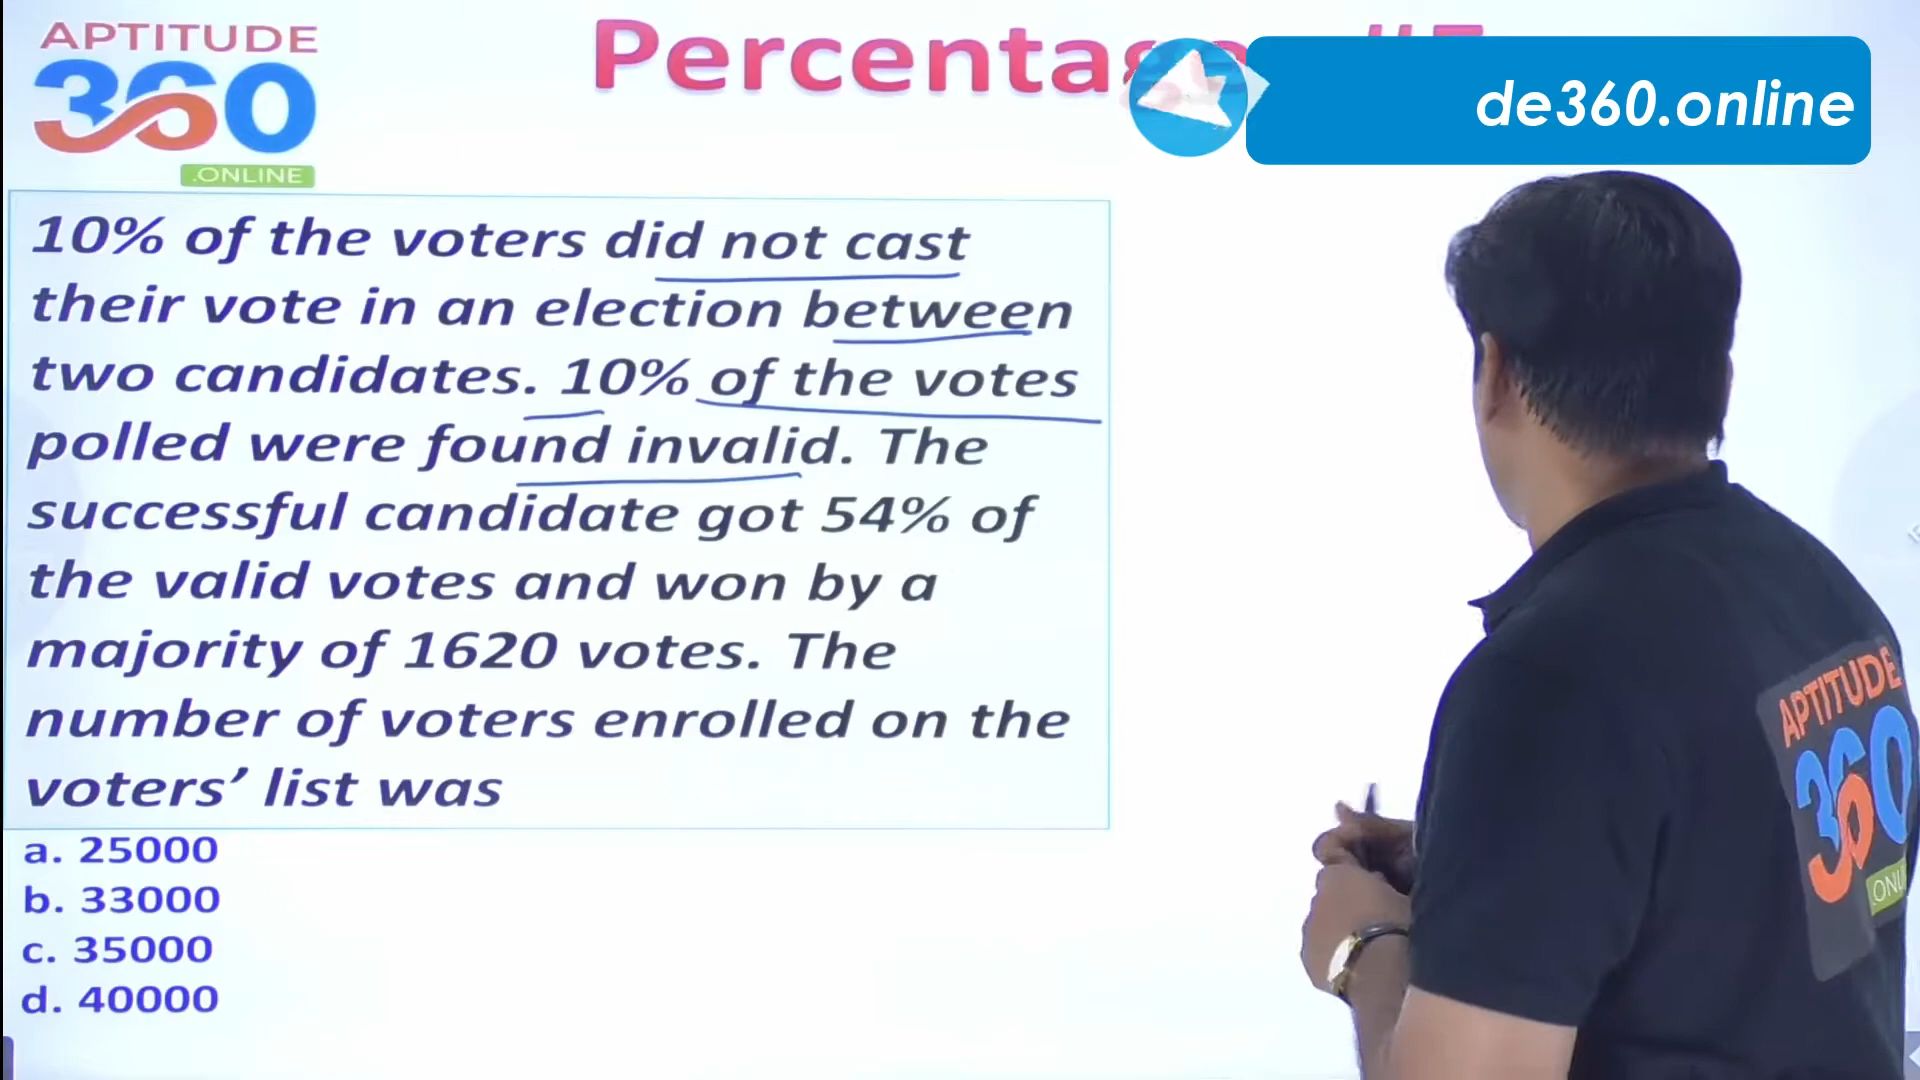 APTITUDE
360
.ONLINE
de360.online
10% of the voters did not cast
their vote in an election between
two candidates. 10% of the votes
polled were found invalid. The
successful candidate got 54% of
the valid votes and won by a
majority of 1620 votes. The
number of voters enrolled on the
voters’ list was
a. 25000
b. 33000
c. 35000
d. 40000
APTITUDE
360